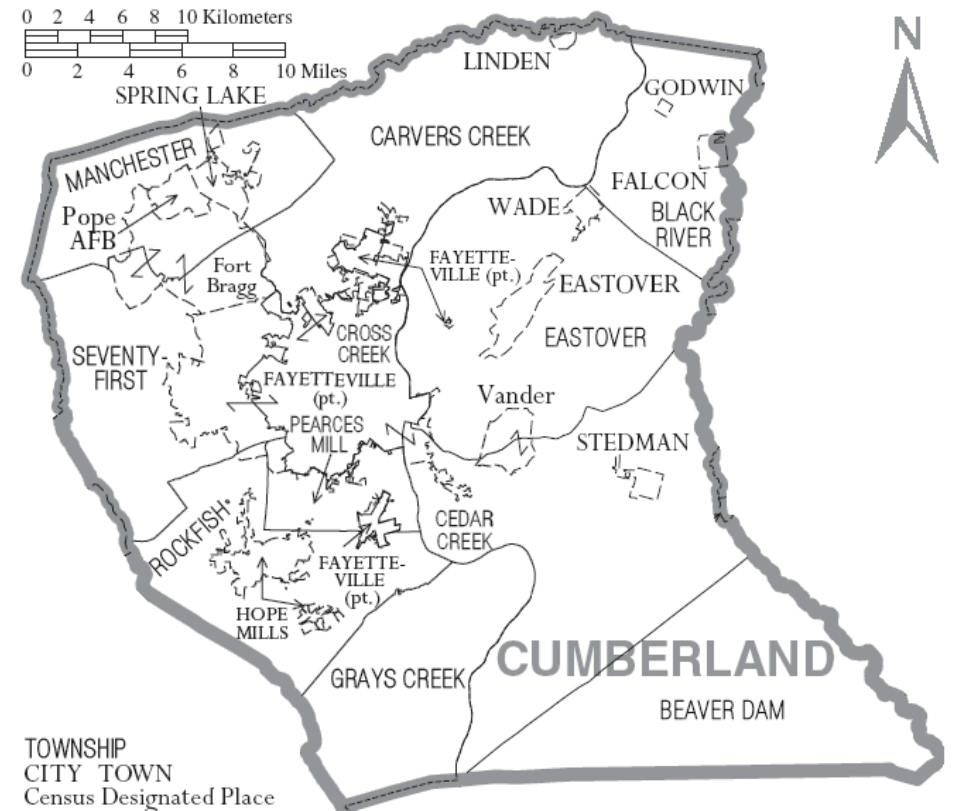 0 2 4 6 8 10 Kilometers
0 2 4 6 8 10 Miles
N
LINDEN
SPRING LAKE
GODWIN
CARVERS CREEK
MANCHESTER
FALCON
WADE
BLACK
RIVER
Pope
AFB
Fort
Bragg
FAYETTE-
VILLE (pt.)
EASTOVER
EASTOVER
CROSS
CREEK
SEVENTY-
FIRST
FAYETTEVILLE
(pt.)
Vander
PEARCES
MILL
STEDMAN
CEDAR
CREEK
ROCKFISH
FAYETTE-
VILLE
(pt.)
HOPE
MILLS
CUMBERLAND
GRAYS CREEK
BEAVER DAM
TOWNSHIP
CITY TOWN
Census Designated Place